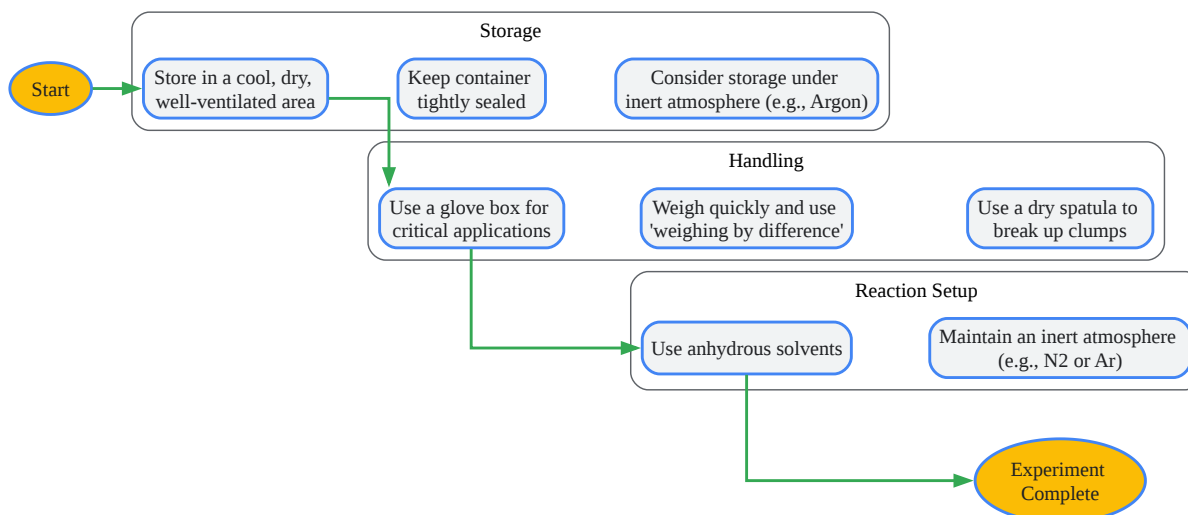 Storage
Start
Store in a cool, dry,
well-ventilated area
Keep container
tightly sealed
Consider storage under
inert atmosphere (e.g., Argon)
Handling
Use a glove box for
critical applications
Weigh quickly and use
'weighing by difference'
Use a dry spatula to
break up clumps
Reaction Setup
Use anhydrous solvents
Maintain an inert atmosphere
(e.g., N2 or Ar)
Experiment
Complete